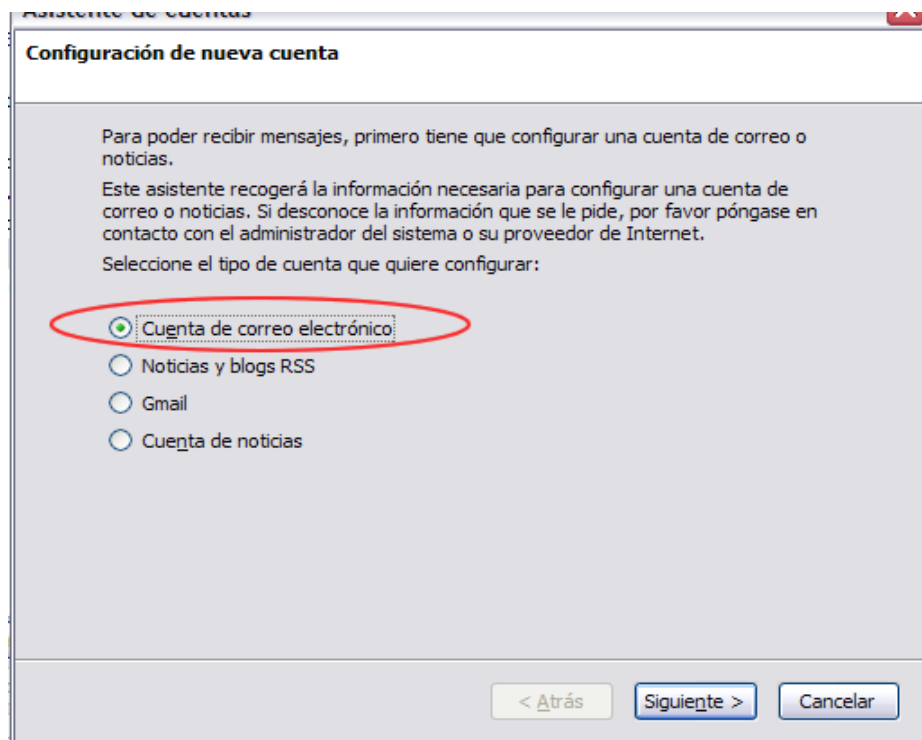 Asistente de cuentas
Configuración de nueva cuenta
Para poder recibir mensajes, primero tiene que configurar una cuenta de correo o
noticias.
Este asistente recogerá la información necesaria para configurar una cuenta de
correo o noticias. Si desconoce la información que se le pide, por favor póngase en
contacto con el administrador del sistema o su proveedor de Internet.
Seleccione el tipo de cuenta que quiere configurar:
Cuenta de correo electrónico
Noticias y blogs RSS
Gmail
Cuenta de noticias
< Atrás
Siguiente >
Cancelar